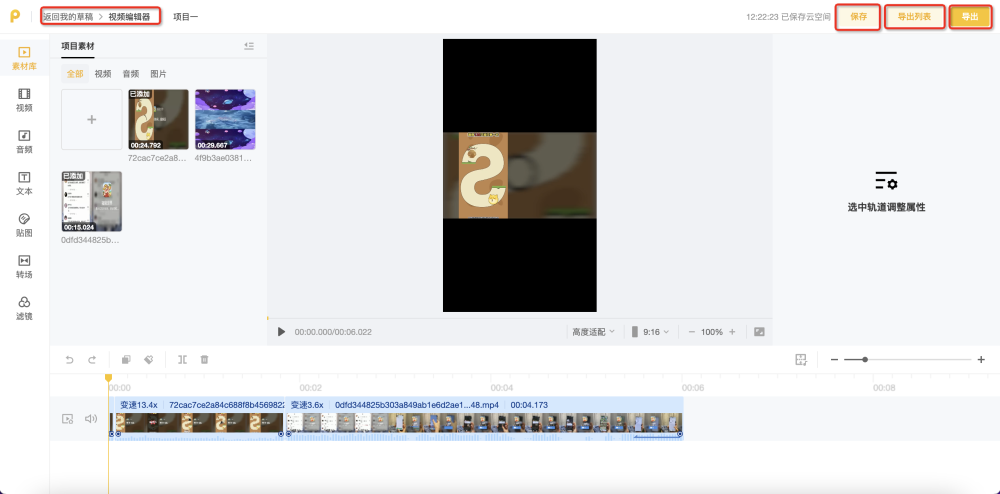 返回我的草稿 > 视频编辑器 项目一 12:22:23 已保存云空间 保存 导出列表 导出
素材库
视频
音频
文本
贴图
转场
滤镜
项目素材
全部 视频 音频 图片
已添加
00:24.792
00:29.667
72cac7ce2a8... 4f9b3ae0381...
已添加
00:15.024
0dfd344825b...
选中轨道调整属性
00:00.000/00:06.022 高度适配 9:16 100%
00:00 00:02 00:04 00:06 00:08
变速13.4x 72cac7ce2a84c688f8b456982 变速3.6x 0dfd344825b303a849ab1e6d2ae1...48.mp4 00:04.173